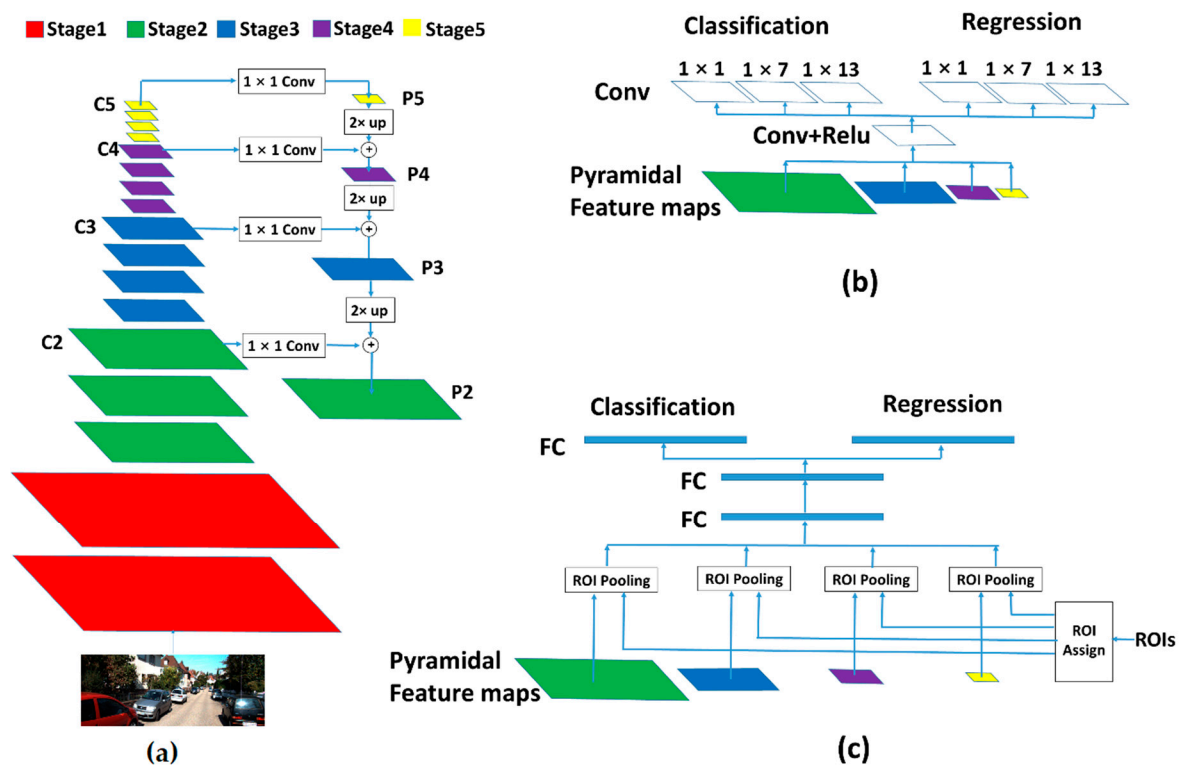 Stage1 Stage2 Stage3 Stage4 Stage5
1 × 1 Conv
C5
P5
2× up
C4
1 × 1 Conv
+
P4
2× up
C3
1 × 1 Conv
+
P3
2× up
C2
1 × 1 Conv
+
P2
(a)
Classification Regression
1 × 1 1 × 7 1 × 13 1 × 1 1 × 7 1 × 13
Conv
Conv+Relu
Pyramidal
Feature maps
(b)
Classification Regression
FC
FC
FC
ROI Pooling ROI Pooling ROI Pooling ROI Pooling
ROI
Assign
ROIs
Pyramidal
Feature maps
(c)